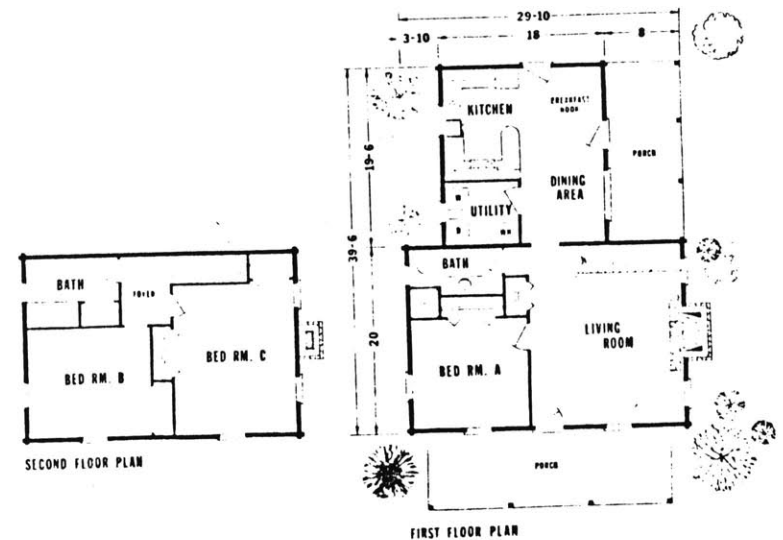 29-10
3-10
18
8
KITCHEN
BREAKFAST
NOOK
PORCH
DINING
AREA
UTILITY
19-6
39-6
20
BATH
LIVING
ROOM
BED RM. A
PORCH
FIRST FLOOR PLAN
BATH
FOYER
BED RM. B
BED RM. C
SECOND FLOOR PLAN